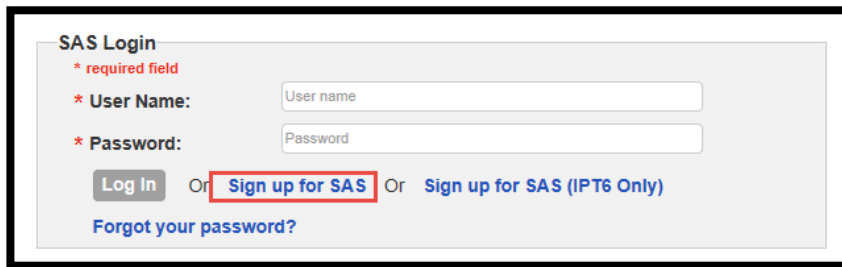 SAS Login
* required field
* User Name: User name
* Password: Password
Log In Or Sign up for SAS Or Sign up for SAS (IPT6 Only)
Forgot your password?